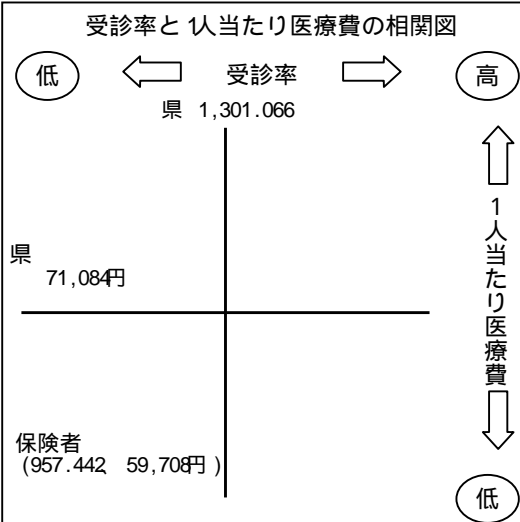 受診率と1人当たり医療費の相関図
低 受診率 高
県 1,301.066
1人当たり医療費
県
71,084円
保険者
(957.442、59,708円)
低